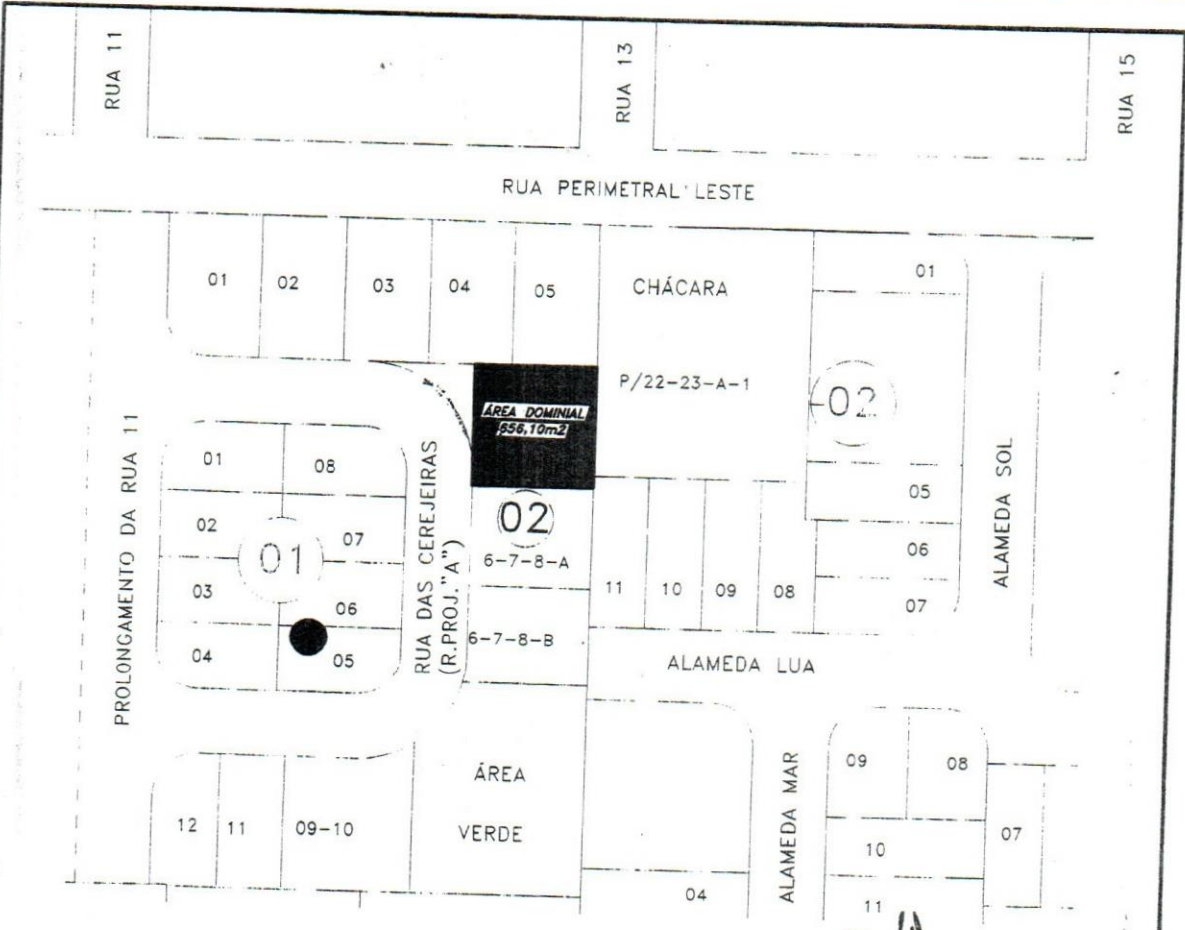 RUA 11
RUA 13
RUA 15
RUA PERIMETRAL LESTE
01
02
03
04
05
CHÁCARA
P/22-23-A-1
01
02
05
06
07
ALAMEDA SOL
ÁREA DOMINIAL
656,10m2
PROLONGAMENTO DA RUA 11
01
08
02
07
01
03
06
04
05
RUA DAS CEREJEIRAS
(R.PROJ."A")
02
6-7-8-A
6-7-8-B
11
10
09
08
ALAMEDA LUA
ÁREA
VERDE
12
11
09-10
04
ALAMEDA MAR
09
08
07
10
11